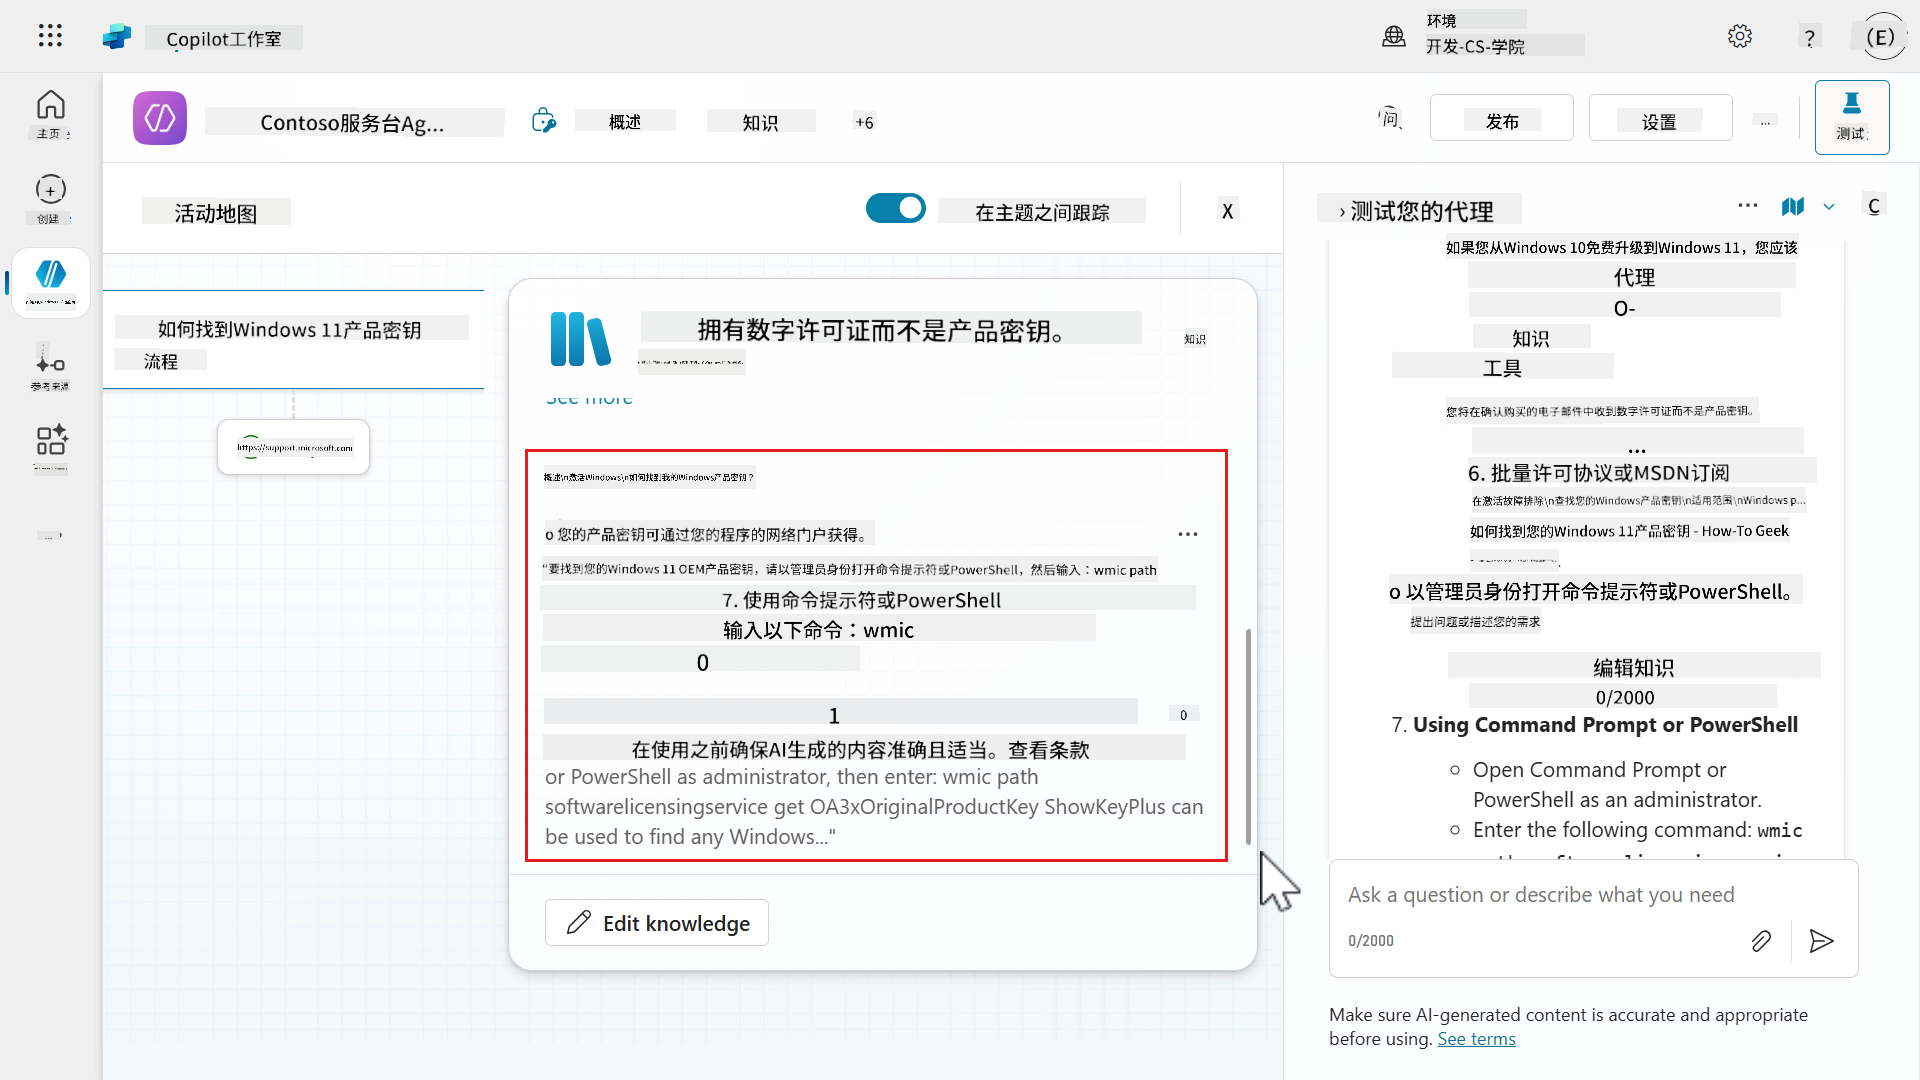 Copilot工作室
环境
开发-CS-学院
?
(E)
主页
创建
参考来源
Contoso服务台Ag...
概述
知识
+6
问
发布
设置
...
测试
活动地图
在主题之间跟踪
X
如何找到Windows 11产品密钥
流程
https://support.microsoft.com
拥有数字许可证而不是产品密钥。
知识
See more
概述\n激活Windows\n如何找到我的Windows产品密钥？
o 您的产品密钥可通过您的程序的网络门户获得。
“要找到您的Windows 11 OEM产品密钥，请以管理员身份打开命令提示符或PowerShell，然后输入：wmic path
7. 使用命令提示符或PowerShell
输入以下命令：wmic
0
1
0
在使用之前确保AI生成的内容准确且适当。查看条款
or PowerShell as administrator, then enter: wmic path
softwarelicensingservice get OA3xOriginalProductKey ShowKeyPlus can
be used to find any Windows..."
Edit knowledge
› 测试您的代理
C
如果您从Windows 10免费升级到Windows 11，您应该
代理
O-
知识
工具
您将在确认购买的电子邮件中收到数字许可证而不是产品密钥。
...
6. 批量许可协议或MSDN订阅
在激活故障排除\n查找您的Windows产品密钥\n适用范围\nWindows p...
如何找到您的Windows 11产品密钥 - How-To Geek
o 以管理员身份打开命令提示符或PowerShell。
提出问题或描述您的需求
编辑知识
0/2000
7. Using Command Prompt or PowerShell
Open Command Prompt or
PowerShell as an administrator.
Enter the following command: wmic
Ask a question or describe what you need
0/2000
Make sure AI-generated content is accurate and appropriate
before using. See terms